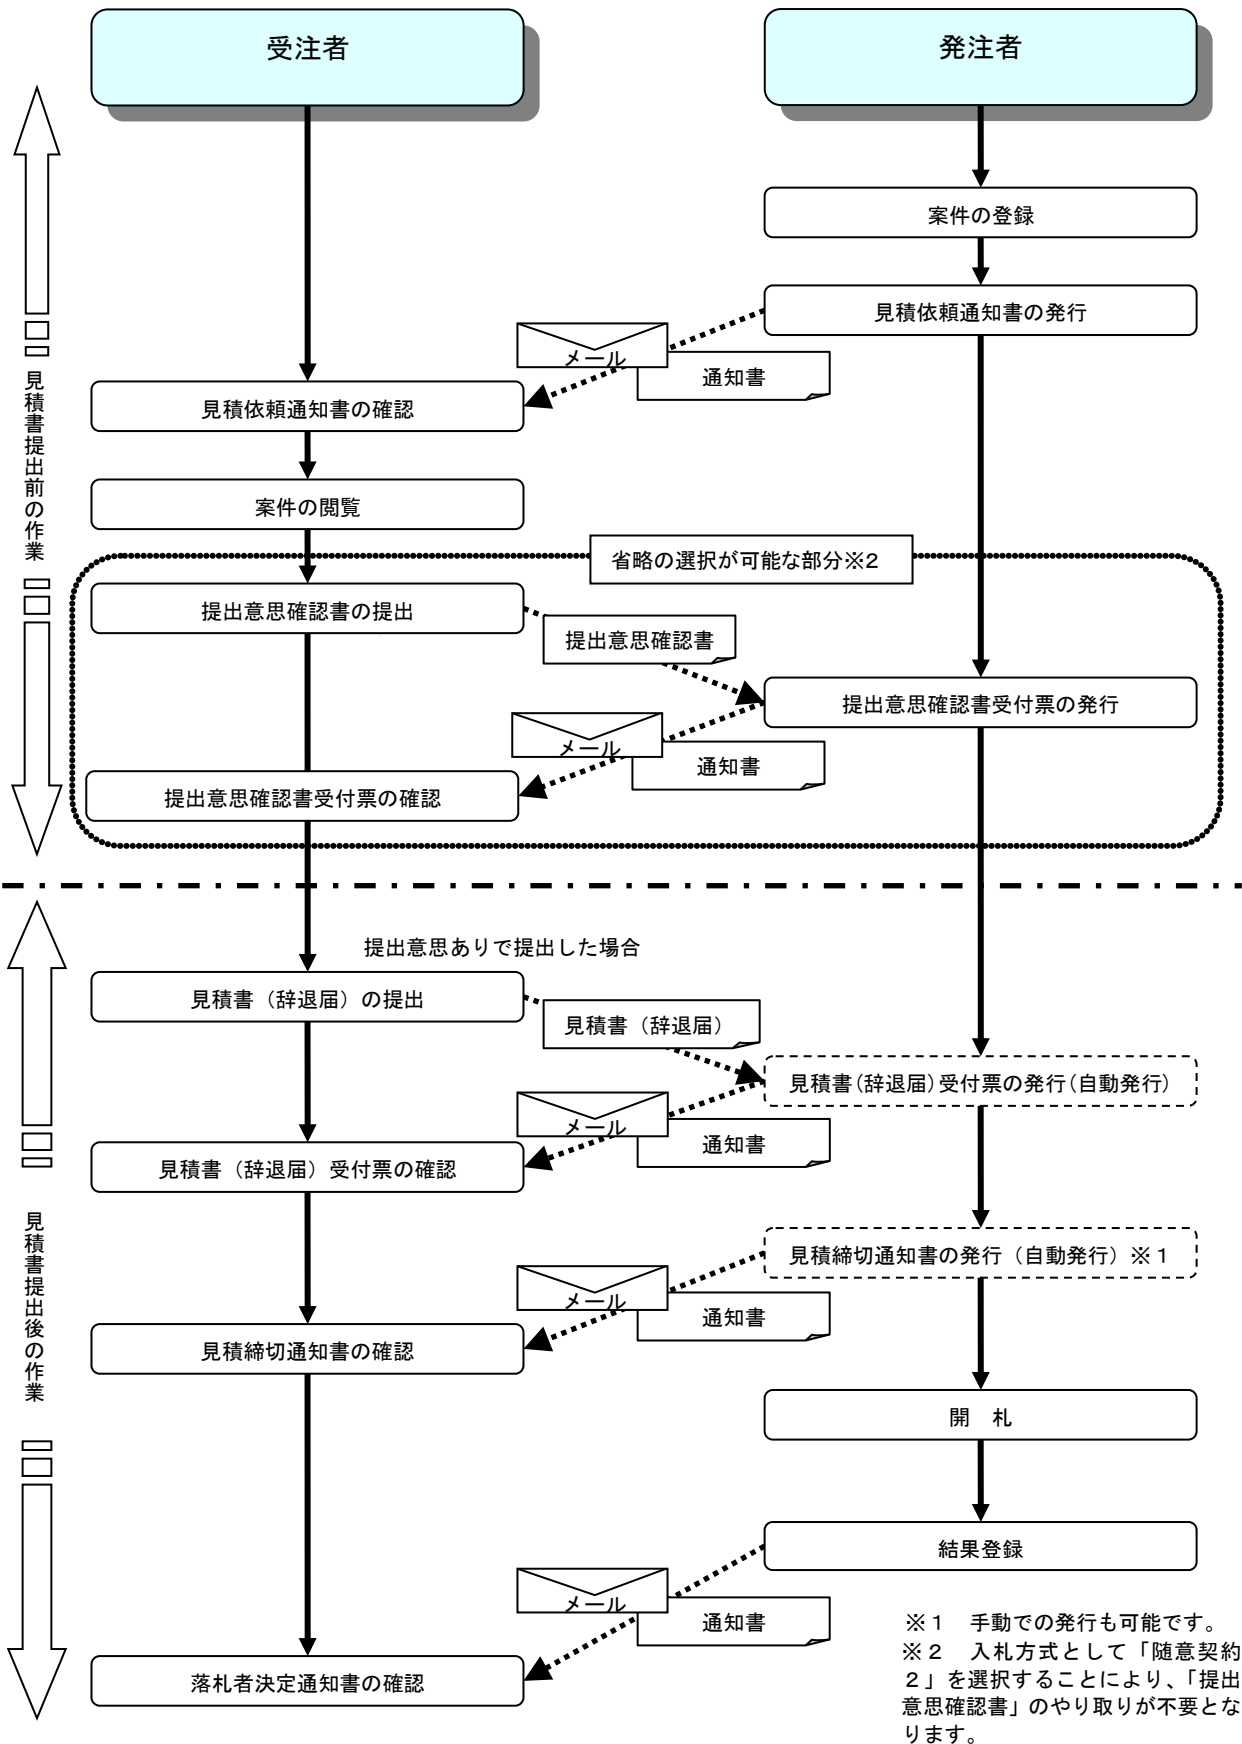 受注者
発注者
案件の登録
見積依頼通知書の発行
メール
通知書
見積依頼通知書の確認
案件の閲覧
見積書提出前の作業
省略の選択が可能な部分※2
提出意思確認書の提出
提出意思確認書
提出意思確認書受付票の発行
メール
通知書
提出意思確認書受付票の確認
提出意思ありで提出した場合
見積書（辞退届）の提出
見積書（辞退届）
見積書(辞退届)受付票の発行(自動発行)
メール
通知書
見積書（辞退届）受付票の確認
見積書提出後の作業
見積締切通知書の発行（自動発行）※１
メール
通知書
見積締切通知書の確認
開　札
結果登録
メール
通知書
落札者決定通知書の確認
※１　手動での発行も可能です。
※２　入札方式として「随意契約
２」を選択することにより、「提出
意思確認書」のやり取りが不要とな
ります。